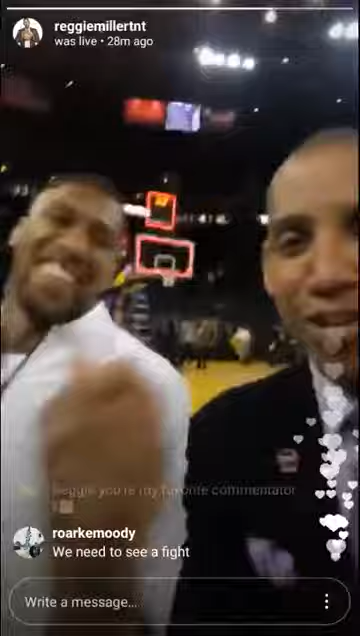 reggiemillertnt
was live • 28m ago
Reggie you're my favorite commentator
roarkemoody
We need to see a fight
Write a message...